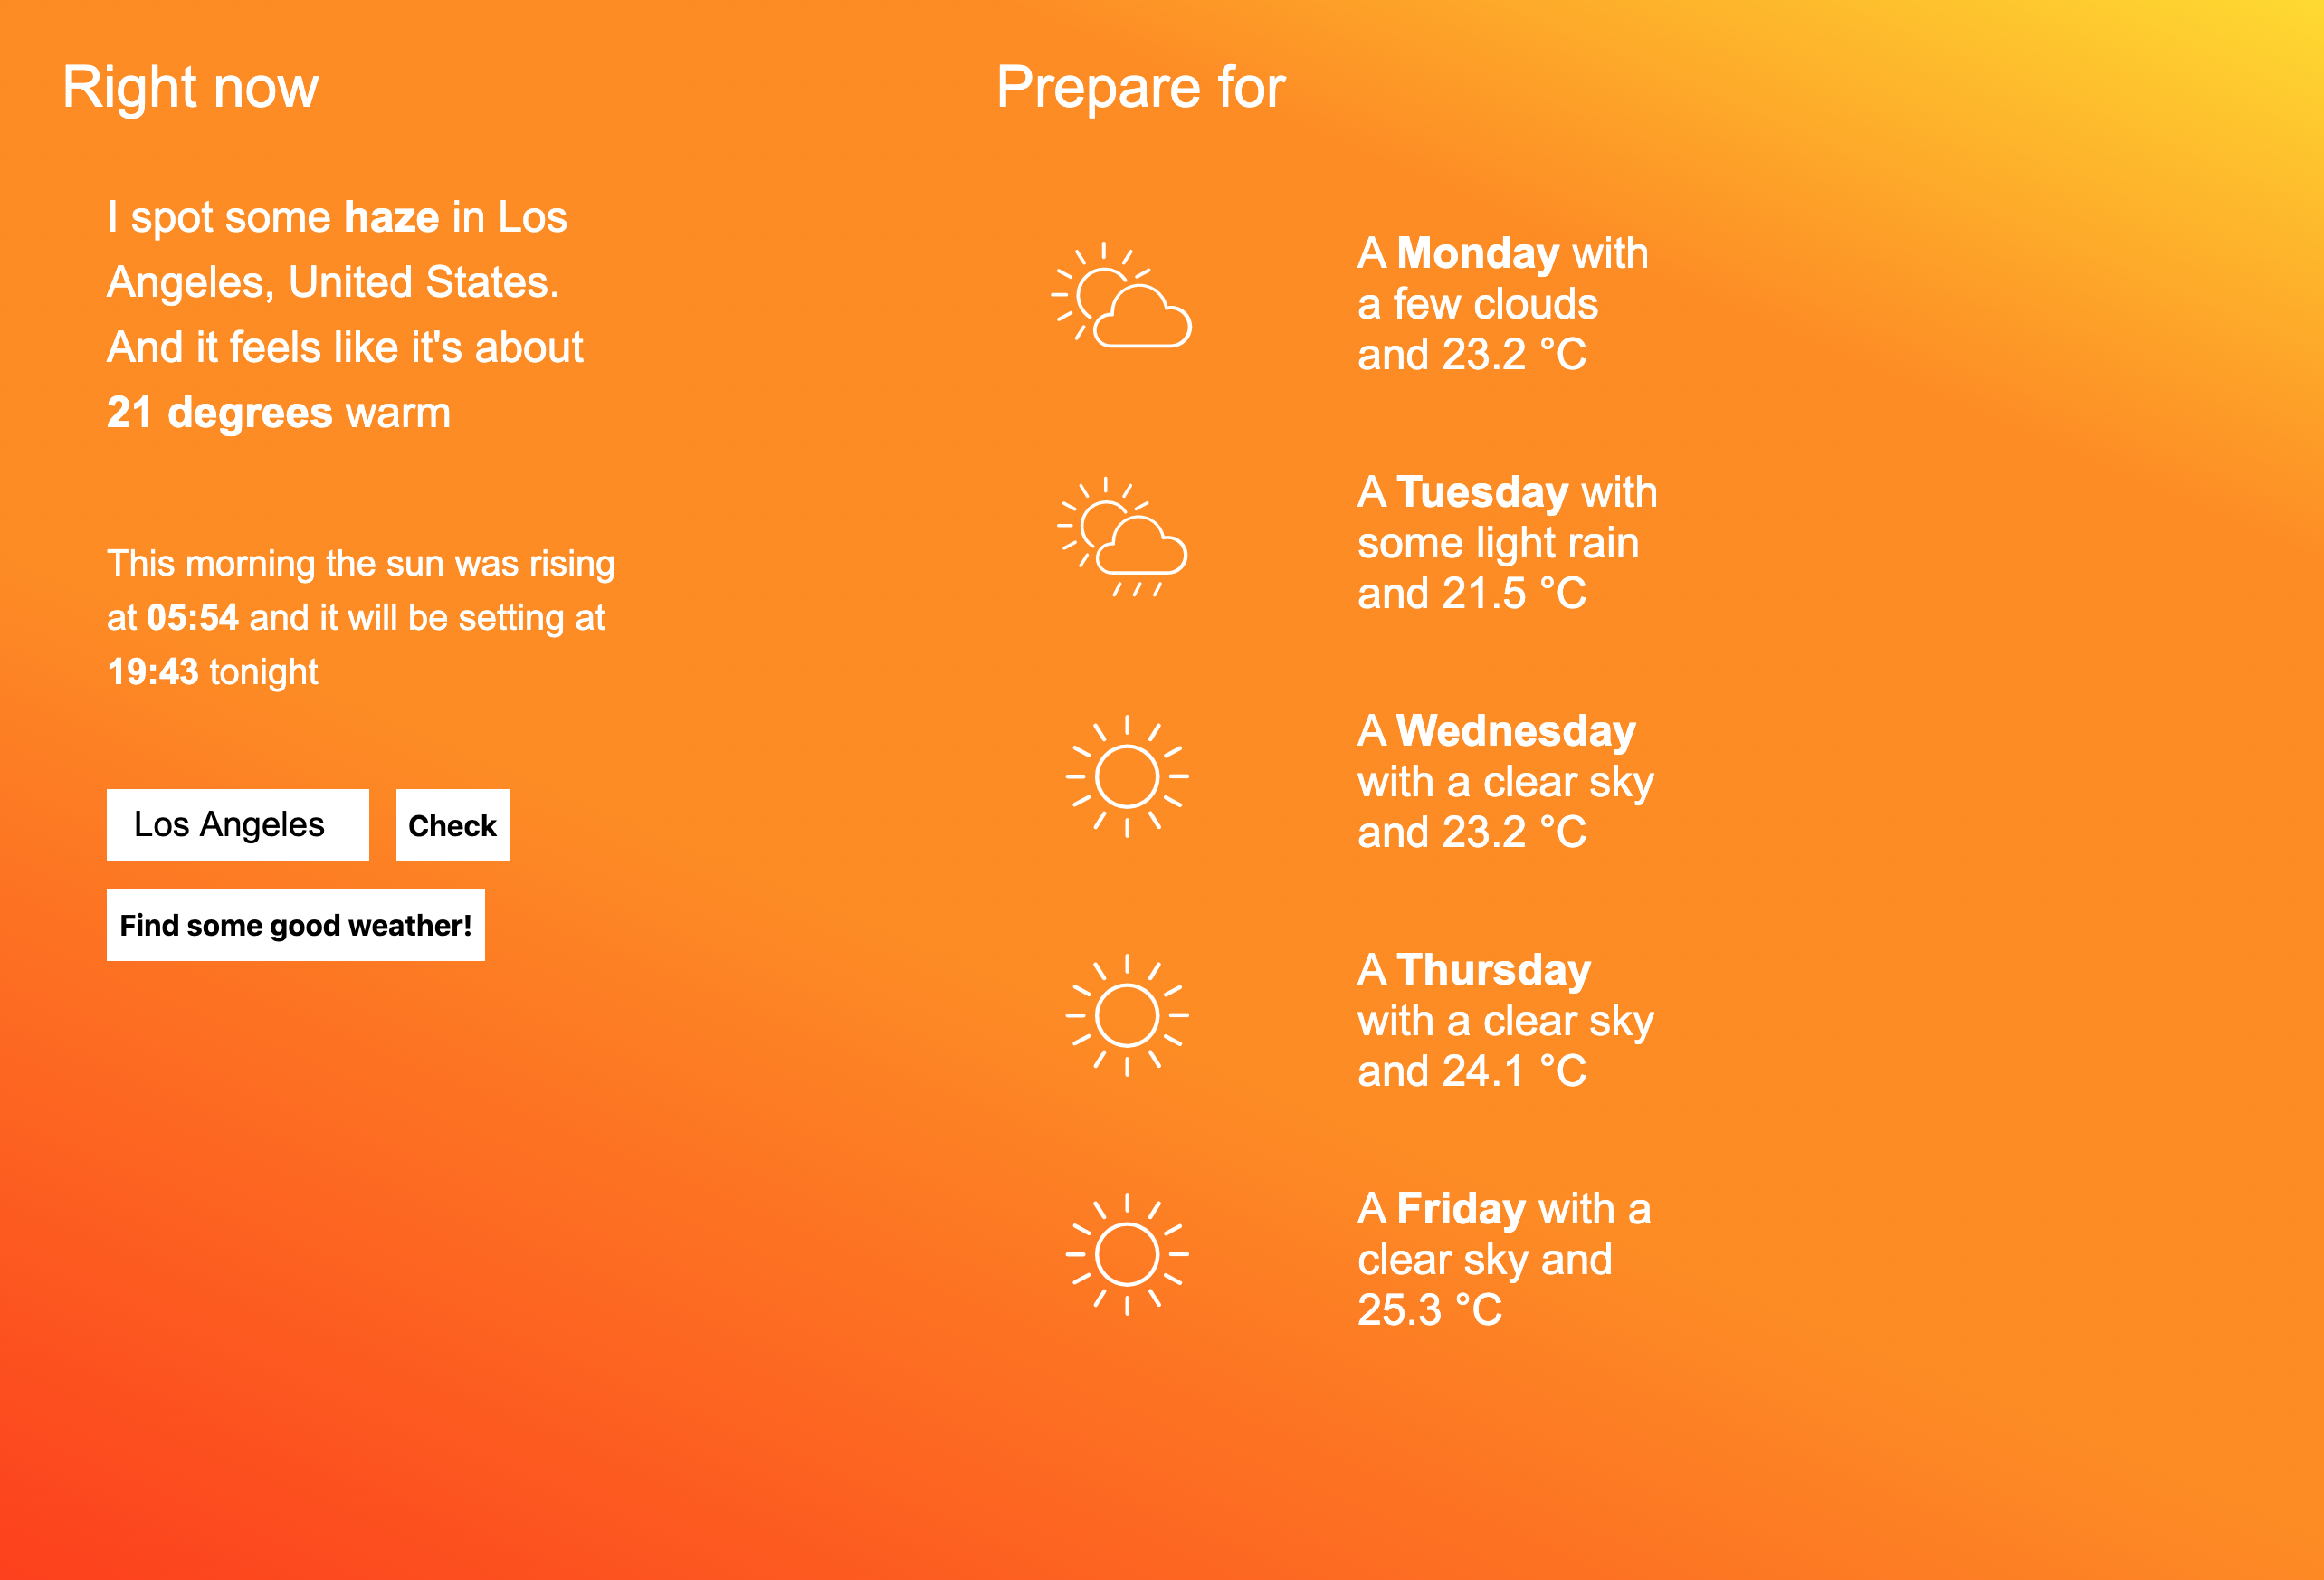 Right now
I spot some haze in Los
Angeles, United States.
And it feels like it's about
21 degrees warm
This morning the sun was rising
at 05:54 and it will be setting at
19:43 tonight
Los Angeles
Check
Find some good weather!
Prepare for
A Monday with
a few clouds
and 23.2 °C
A Tuesday with
some light rain
and 21.5 °C
A Wednesday
with a clear sky
and 23.2 °C
A Thursday
with a clear sky
and 24.1 °C
A Friday with a
clear sky and
25.3 °C